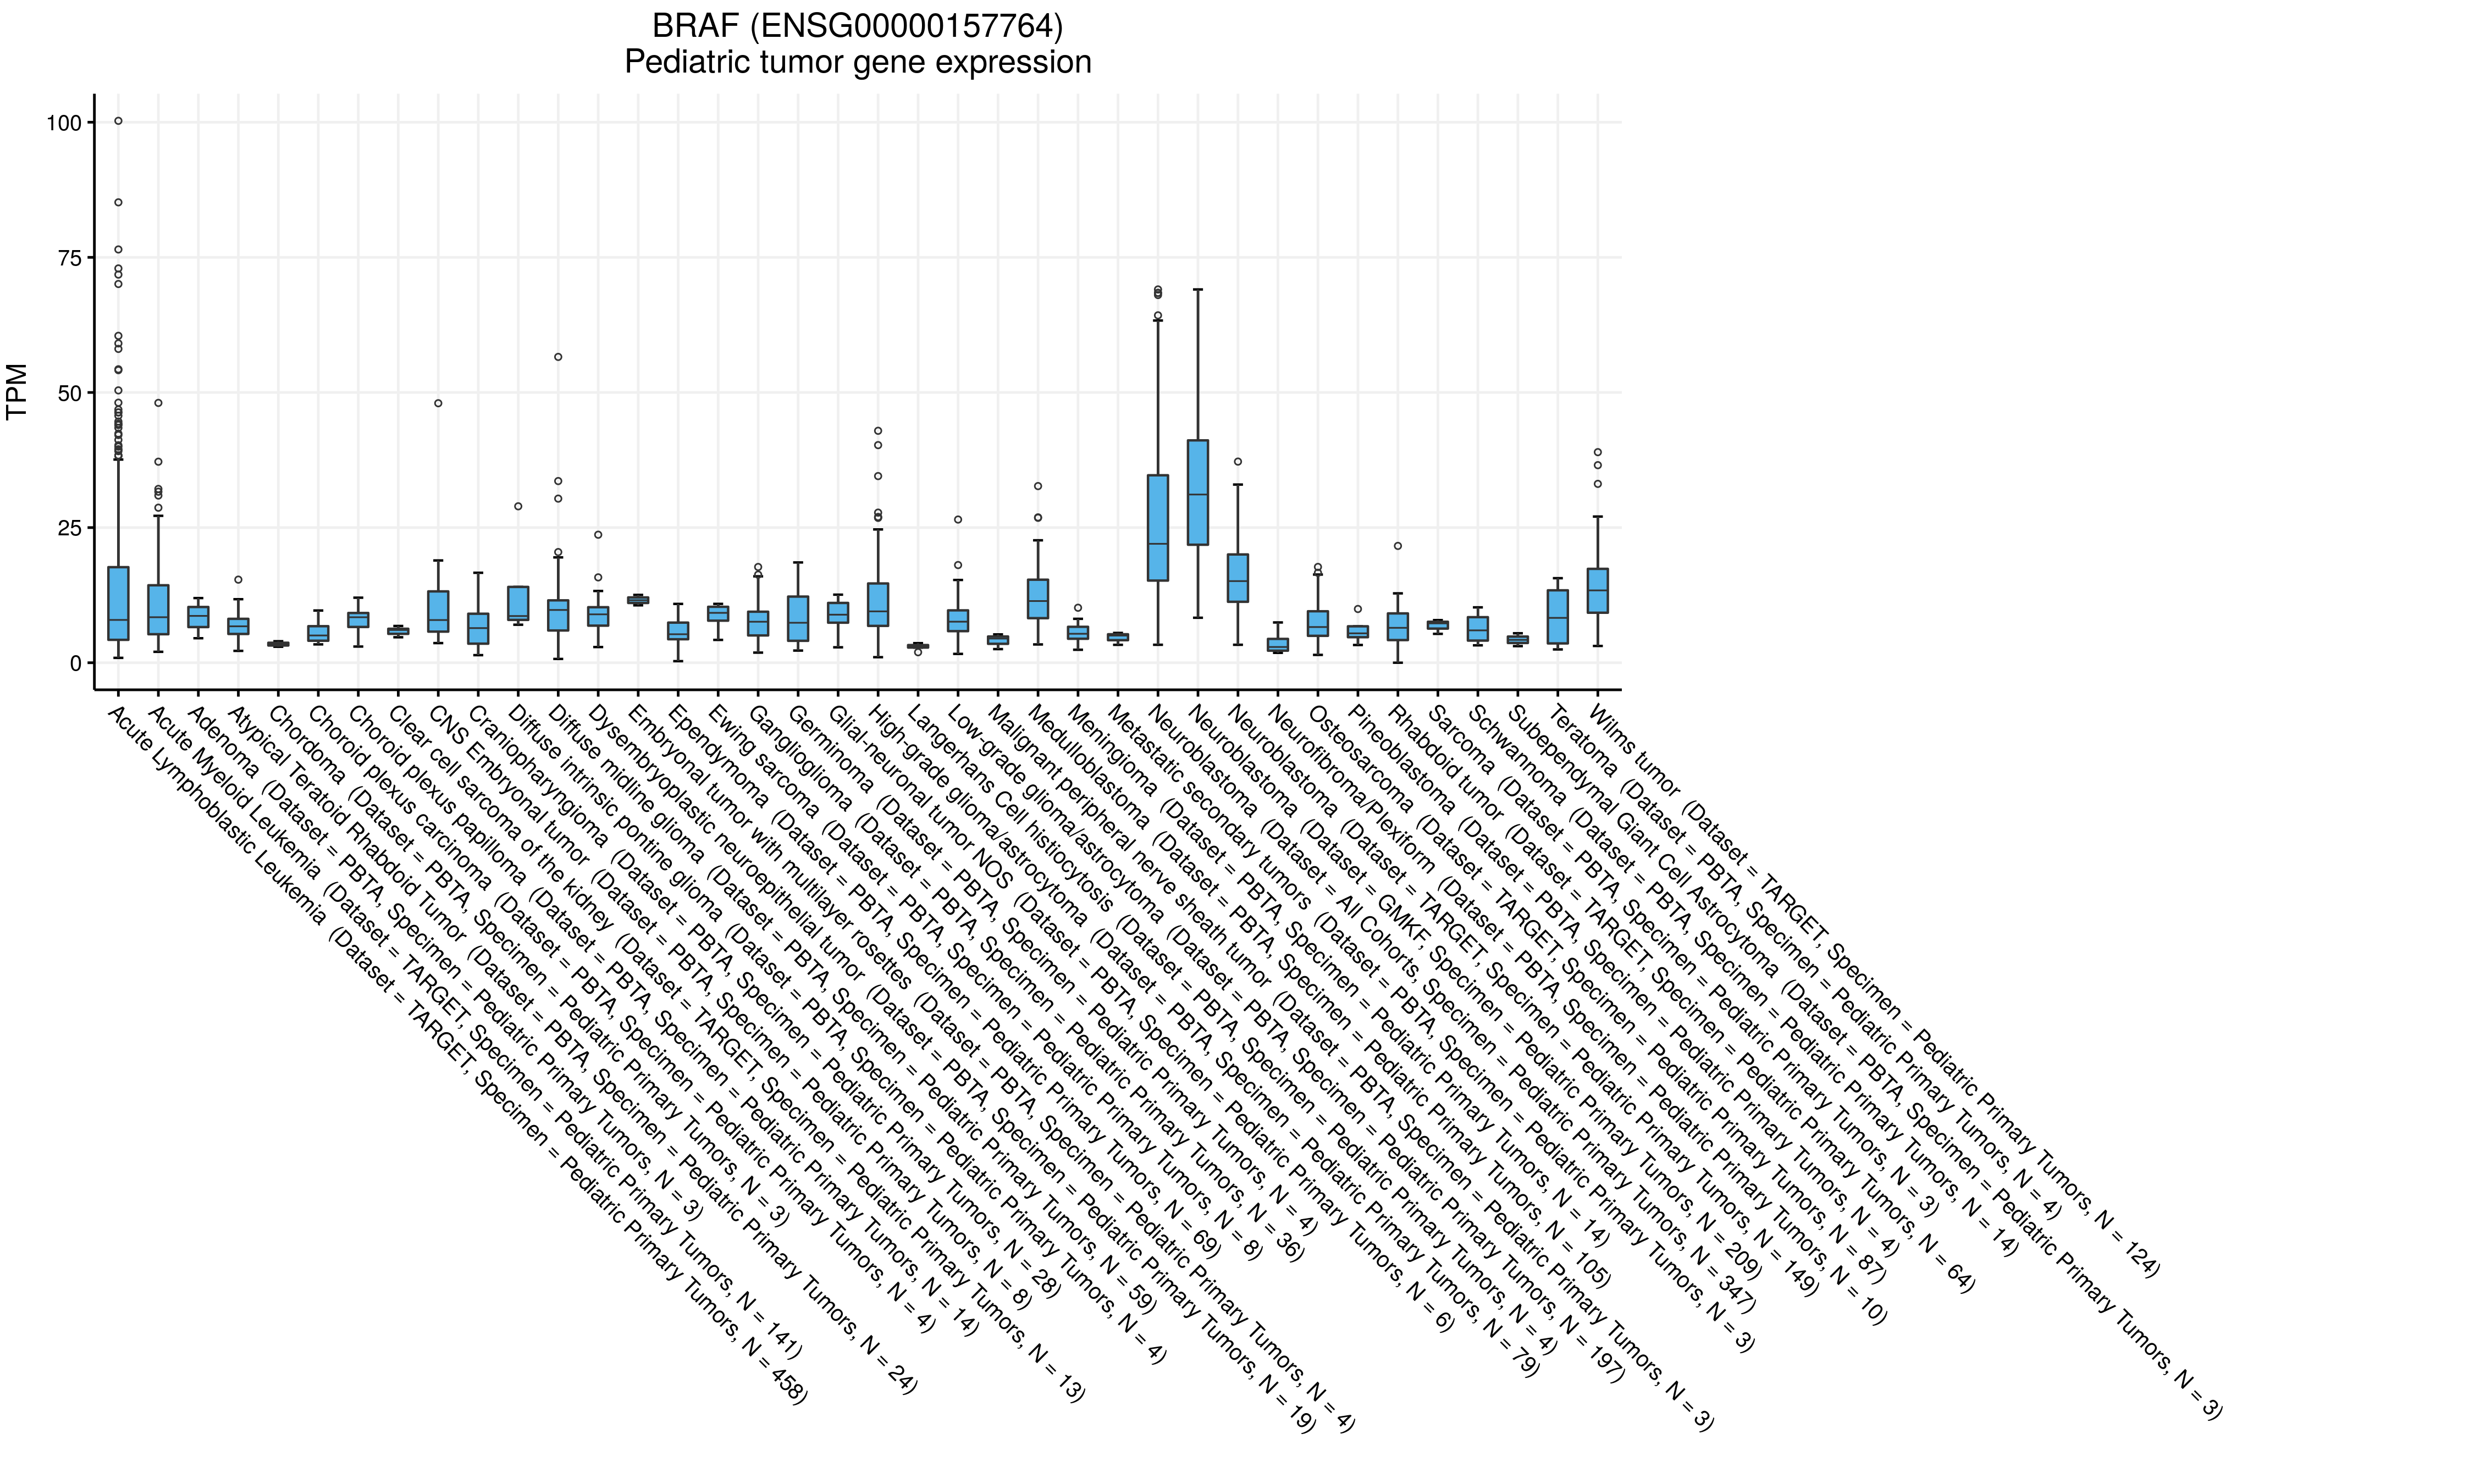 BRAF (ENSG00000157764)
Pediatric tumor gene expression
TPM
100
75
50
25
0
Acute Lymphoblastic Leukemia (Dataset = TARGET, Specimen = Pediatric Primary Tumors, N = 458)
Acute Myeloid Leukemia (Dataset = TARGET, Specimen = Pediatric Primary Tumors, N = 141)
Adenoma (Dataset = PBTA, Specimen = Pediatric Primary Tumors, N = 3)
Atypical Teratoid Rhabdoid Tumor (Dataset = PBTA, Specimen = Pediatric Primary Tumors, N = 24)
Chordoma (Dataset = PBTA, Specimen = Pediatric Primary Tumors, N = 3)
Choroid plexus carcinoma (Dataset = PBTA, Specimen = Pediatric Primary Tumors, N = 4)
Choroid plexus papilloma (Dataset = PBTA, Specimen = Pediatric Primary Tumors, N = 14)
Clear cell sarcoma of the kidney (Dataset = TARGET, Specimen = Pediatric Primary Tumors, N = 13)
CNS Embryonal tumor (Dataset = PBTA, Specimen = Pediatric Primary Tumors, N = 8)
Craniopharyngioma (Dataset = PBTA, Specimen = Pediatric Primary Tumors, N = 28)
Diffuse intrinsic pontine glioma (Dataset = PBTA, Specimen = Pediatric Primary Tumors, N = 4)
Diffuse midline glioma (Dataset = PBTA, Specimen = Pediatric Primary Tumors, N = 59)
Dysembryoplastic neuroepithelial tumor (Dataset = PBTA, Specimen = Pediatric Primary Tumors, N = 19)
Embryonal tumor with multilayer rosettes (Dataset = PBTA, Specimen = Pediatric Primary Tumors, N = 4)
Ependymoma (Dataset = PBTA, Specimen = Pediatric Primary Tumors, N = 69)
Ewing sarcoma (Dataset = PBTA, Specimen = Pediatric Primary Tumors, N = 8)
Ganglioglioma (Dataset = PBTA, Specimen = Pediatric Primary Tumors, N = 36)
Germinoma (Dataset = PBTA, Specimen = Pediatric Primary Tumors, N = 4)
Glial-neuronal tumor NOS (Dataset = PBTA, Specimen = Pediatric Primary Tumors, N = 6)
High-grade glioma/astrocytoma (Dataset = PBTA, Specimen = Pediatric Primary Tumors, N = 79)
Langerhans Cell histiocytosis (Dataset = PBTA, Specimen = Pediatric Primary Tumors, N = 4)
Low-grade glioma/astrocytoma (Dataset = PBTA, Specimen = Pediatric Primary Tumors, N = 197)
Malignant peripheral nerve sheath tumor (Dataset = PBTA, Specimen = Pediatric Primary Tumors, N = 3)
Medulloblastoma (Dataset = PBTA, Specimen = Pediatric Primary Tumors, N = 105)
Meningioma (Dataset = PBTA, Specimen = Pediatric Primary Tumors, N = 14)
Metastatic secondary tumors (Dataset = PBTA, Specimen = Pediatric Primary Tumors, N = 3)
Neuroblastoma (Dataset = All Cohorts, Specimen = Pediatric Primary Tumors, N = 347)
Neuroblastoma (Dataset = GMKF, Specimen = Pediatric Primary Tumors, N = 209)
Neuroblastoma (Dataset = TARGET, Specimen = Pediatric Primary Tumors, N = 149)
Neurofibroma/Plexiform (Dataset = PBTA, Specimen = Pediatric Primary Tumors, N = 10)
Osteosarcoma (Dataset = TARGET, Specimen = Pediatric Primary Tumors, N = 87)
Pineoblastoma (Dataset = PBTA, Specimen = Pediatric Primary Tumors, N = 4)
Rhabdoid tumor (Dataset = TARGET, Specimen = Pediatric Primary Tumors, N = 64)
Sarcoma (Dataset = PBTA, Specimen = Pediatric Primary Tumors, N = 3)
Schwannoma (Dataset = PBTA, Specimen = Pediatric Primary Tumors, N = 14)
Subependymal Giant Cell Astrocytoma (Dataset = PBTA, Specimen = Pediatric Primary Tumors, N = 3)
Teratoma (Dataset = PBTA, Specimen = Pediatric Primary Tumors, N = 4)
Wilms tumor (Dataset = TARGET, Specimen = Pediatric Primary Tumors, N = 124)